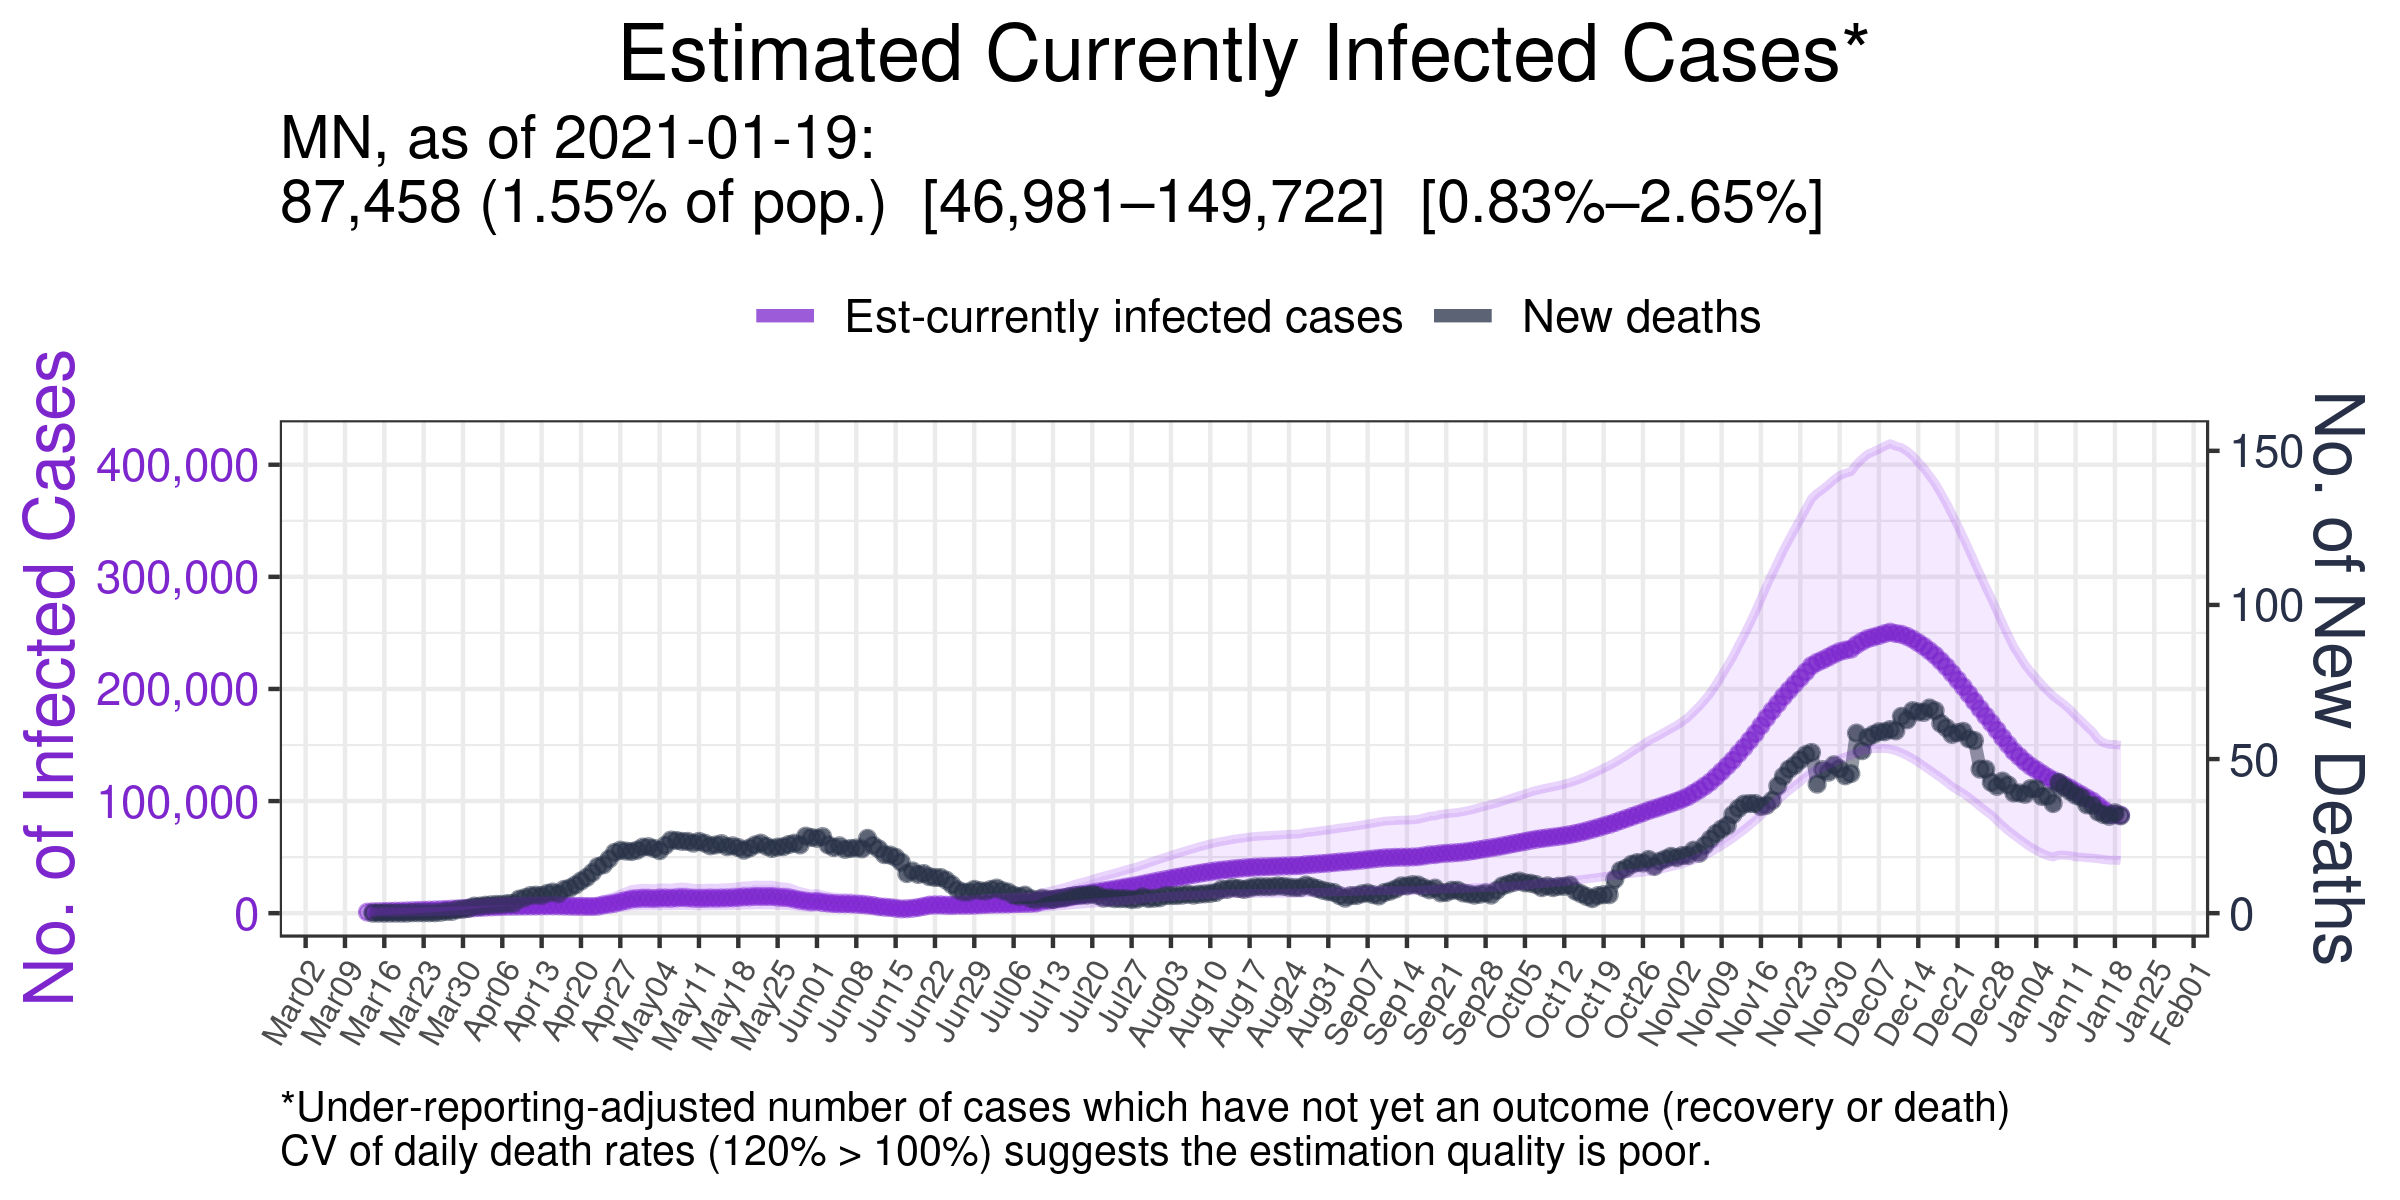 Estimated Currently Infected Cases*
MN, as of 2021-01-19:
87,458 (1.55% of pop.)  [46,981–149,722]  [0.83%–2.65%]
Est-currently infected cases
New deaths
No. of Infected Cases
400,000
300,000
200,000
100,000
0
150
100
50
0
No. of New Deaths
Mar02
Mar09
Mar16
Mar23
Mar30
Apr06
Apr13
Apr20
Apr27
May04
May11
May18
May25
Jun01
Jun08
Jun15
Jun22
Jun29
Jul06
Jul13
Jul20
Jul27
Aug03
Aug10
Aug17
Aug24
Aug31
Sep07
Sep14
Sep21
Sep28
Oct05
Oct12
Oct19
Oct26
Nov02
Nov09
Nov16
Nov23
Nov30
Dec07
Dec14
Dec21
Dec28
Jan04
Jan11
Jan18
Jan25
Feb01
*Under-reporting-adjusted number of cases which have not yet an outcome (recovery or death)
CV of daily death rates (120% > 100%) suggests the estimation quality is poor.